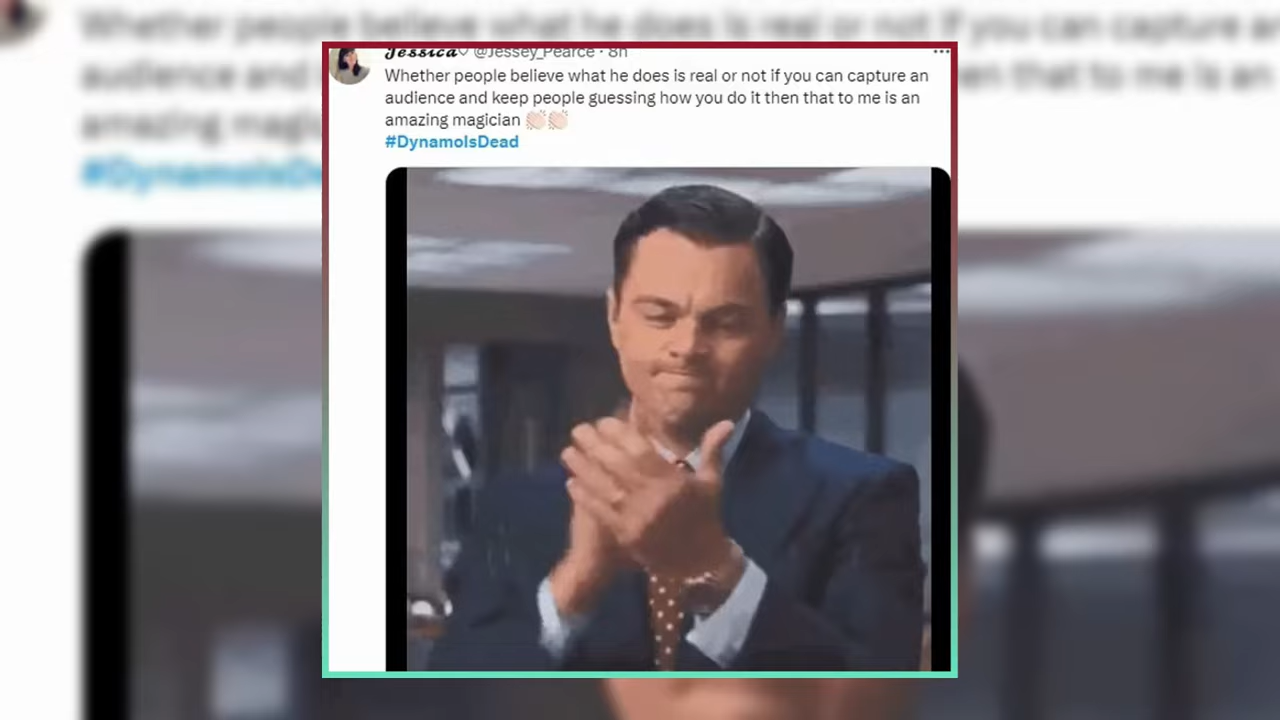 Jessica♡ @Jessey_Pearce · 8h
Whether people believe what he does is real or not if you can capture an
audience and keep people guessing how you do it then that to me is an
amazing magician 👏🏻👏🏻
#DynamoIsDead